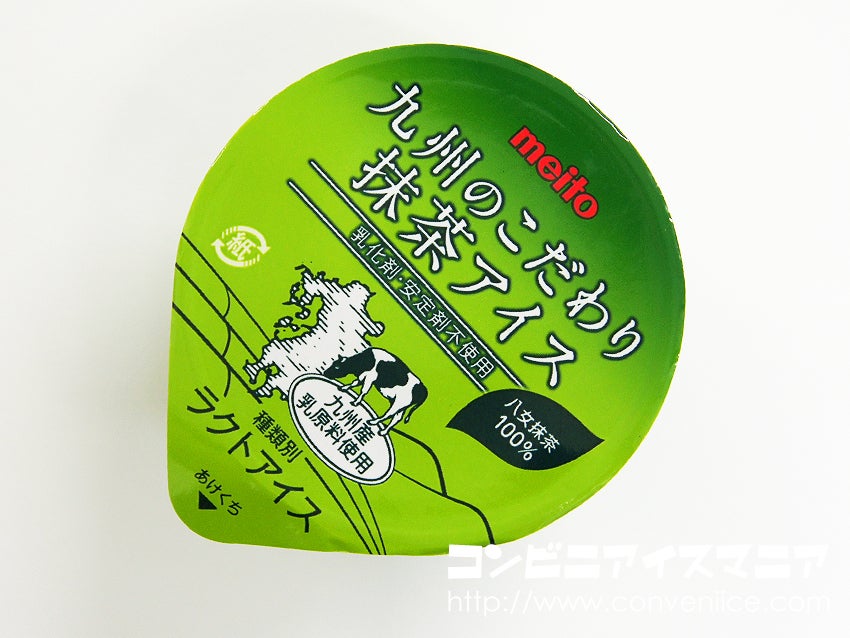 meito
九州のこだわり
抹茶アイス
乳化剤・安定剤不使用
紙
八女抹茶
100%
九州産
乳原料使用
種類別
ラクトアイス
あけくち
コンビニアイスマニア
http://www.conveniice.com